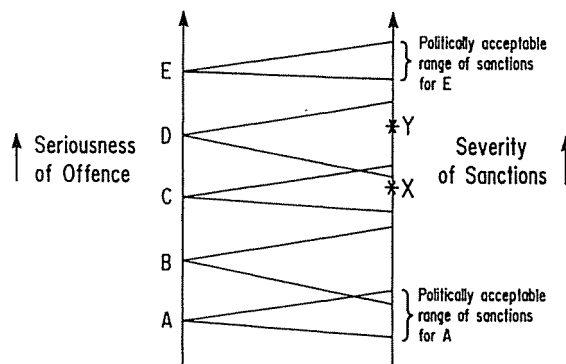 Politically acceptable
range of sanctions
for E
E
D
Y
Seriousness
of Offence
Severity
of Sanctions
C
X
B
A
Politically acceptable
range of sanctions
for A